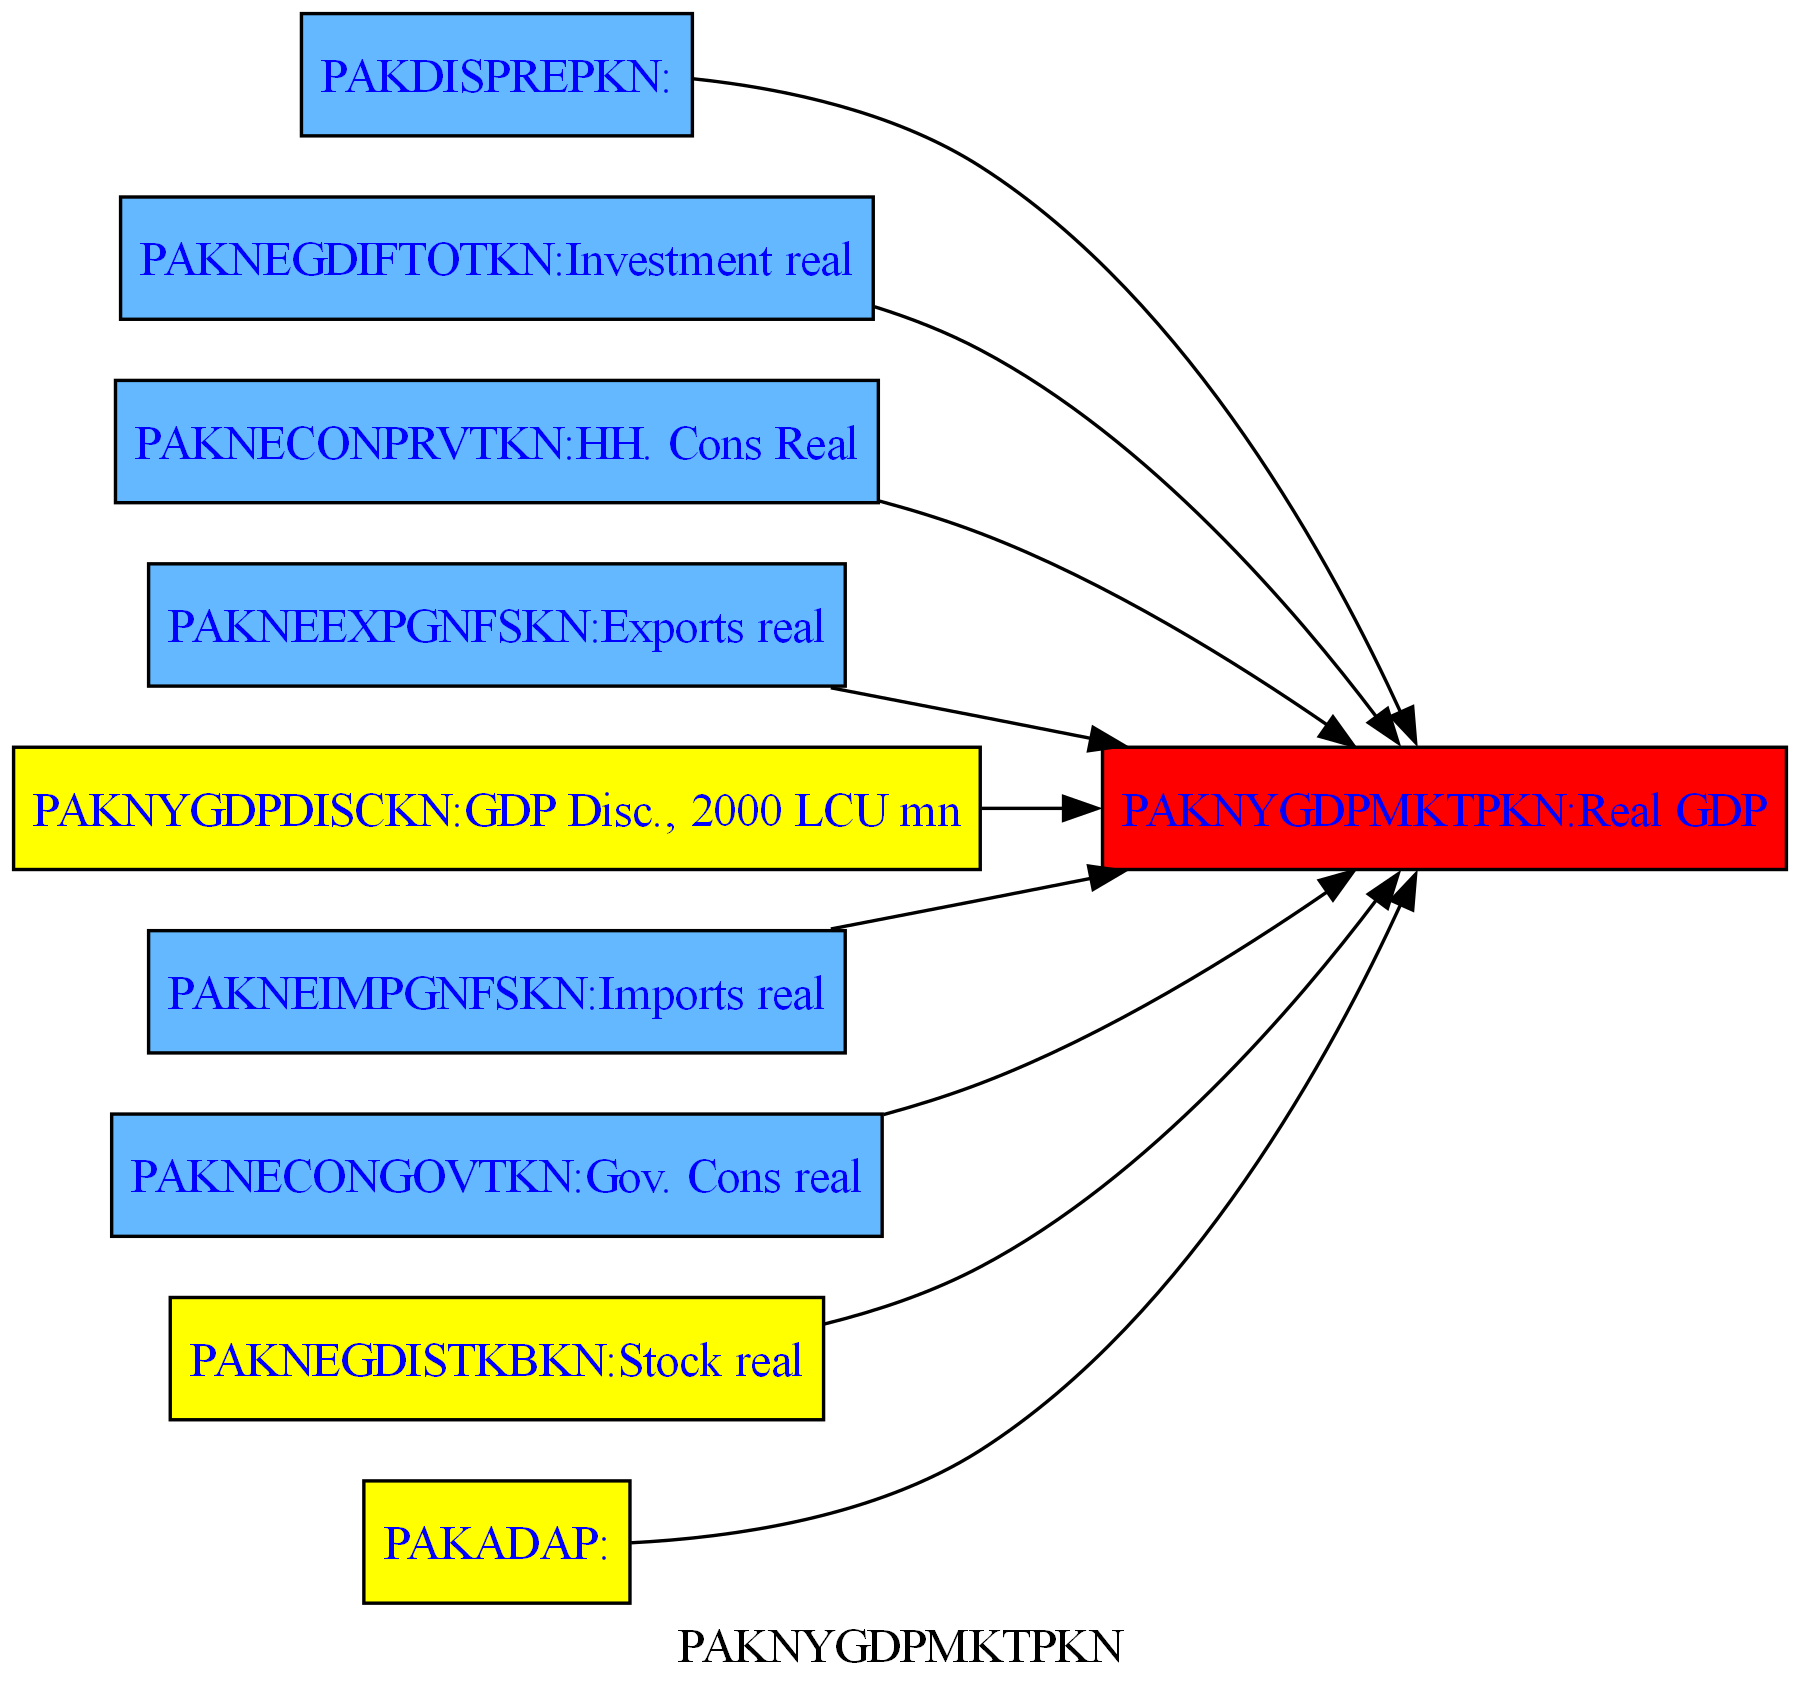 PAKDISPREPKN:
PAKNEGDIFTOTKN:Investment real
PAKNECONPRVTKN:HH. Cons Real
PAKNEEXPGNFSKN:Exports real
PAKNYGDPDISCKN:GDP Disc., 2000 LCU mn
PAKNYGDPMKTPKN:Real GDP
PAKNEIMPGNFSKN:Imports real
PAKNECONGOVTKN:Gov. Cons real
PAKNEGDISTKBKN:Stock real
PAKADAP:
PAKNYGDPMKTPKN